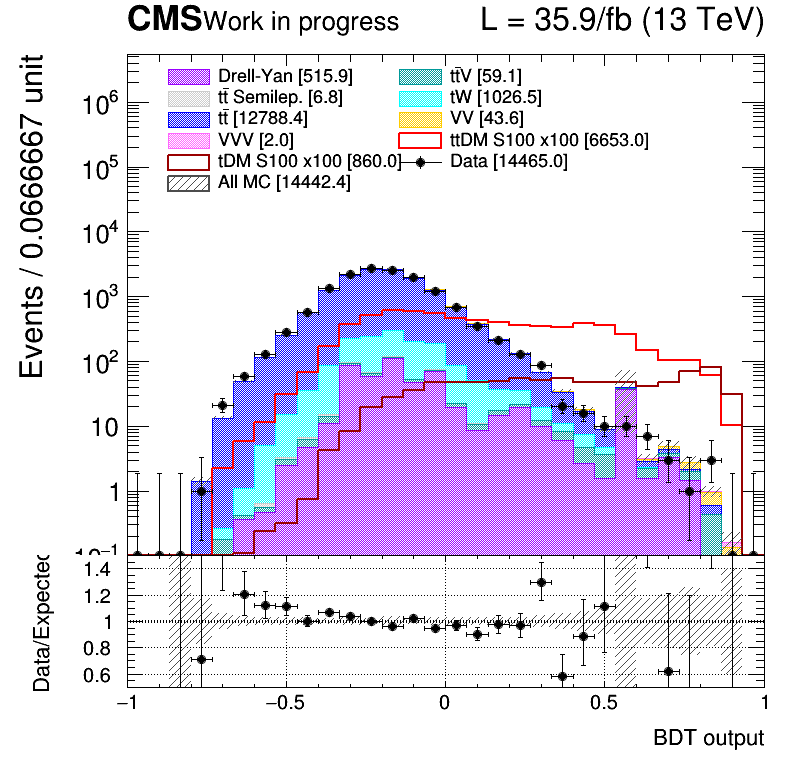 CMS Work in progress L = 35.9/fb (13 TeV)
Drell-Yan [515.9] tt̄V [59.1]
tt̄ Semilep. [6.8] tW [1026.5]
tt̄ [12788.4] VV [43.6]
VVV [2.0] ttDM S100 x100 [6653.0]
tDM S100 x100 [860.0] Data [14465.0]
All MC [14442.4]
Events / 0.0666667 unit
10⁶
10⁵
10⁴
10³
10²
10
1
10⁻¹
Data/Expected
1.4
1.2
1
0.8
0.6
−1 −0.5 0 0.5 1
BDT output